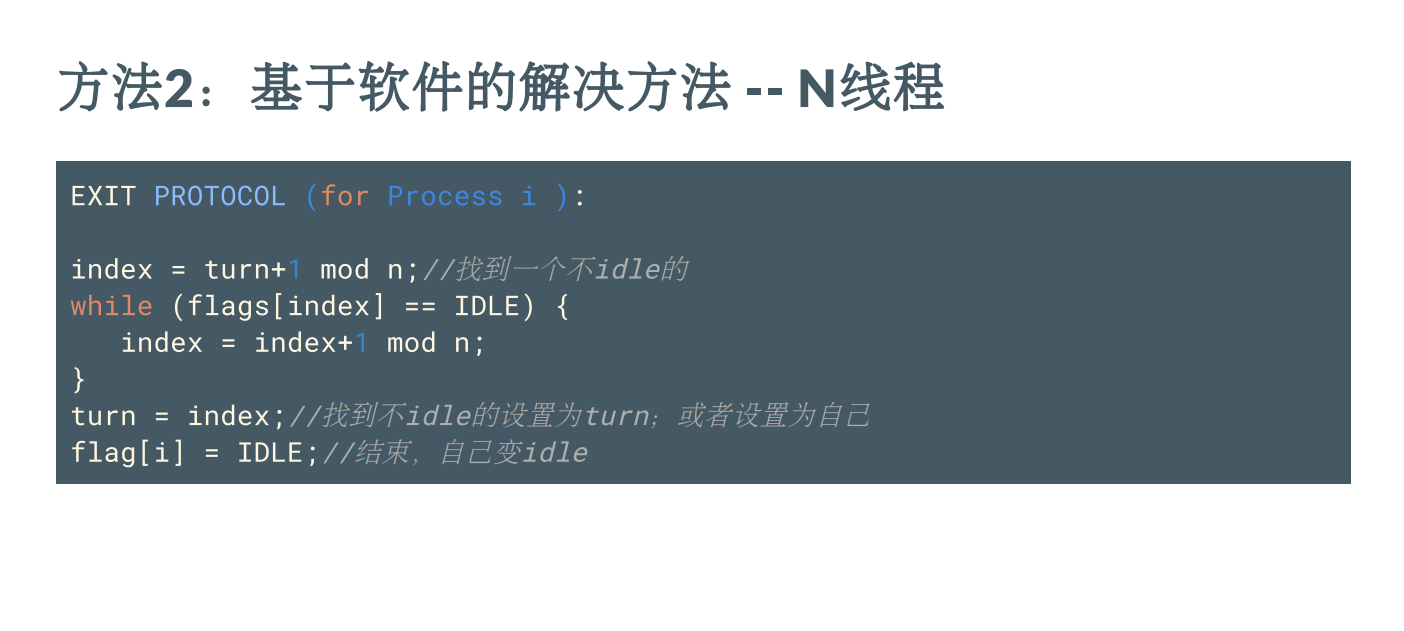 方法2：基于软件的解决方法 -- N线程
EXIT PROTOCOL (for Process i ):
index = turn+1 mod n;//找到一个不idle的
while (flags[index] == IDLE) {
   index = index+1 mod n;
}
turn = index;//找到不idle的设置为turn；或者设置为自己
flag[i] = IDLE;//结束，自己变idle